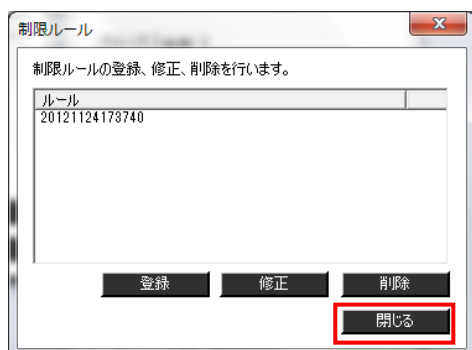 制限ルール
制限ルールの登録、修正、削除を行います。
ルール
20121124173740
登録 修正 削除
閉じる